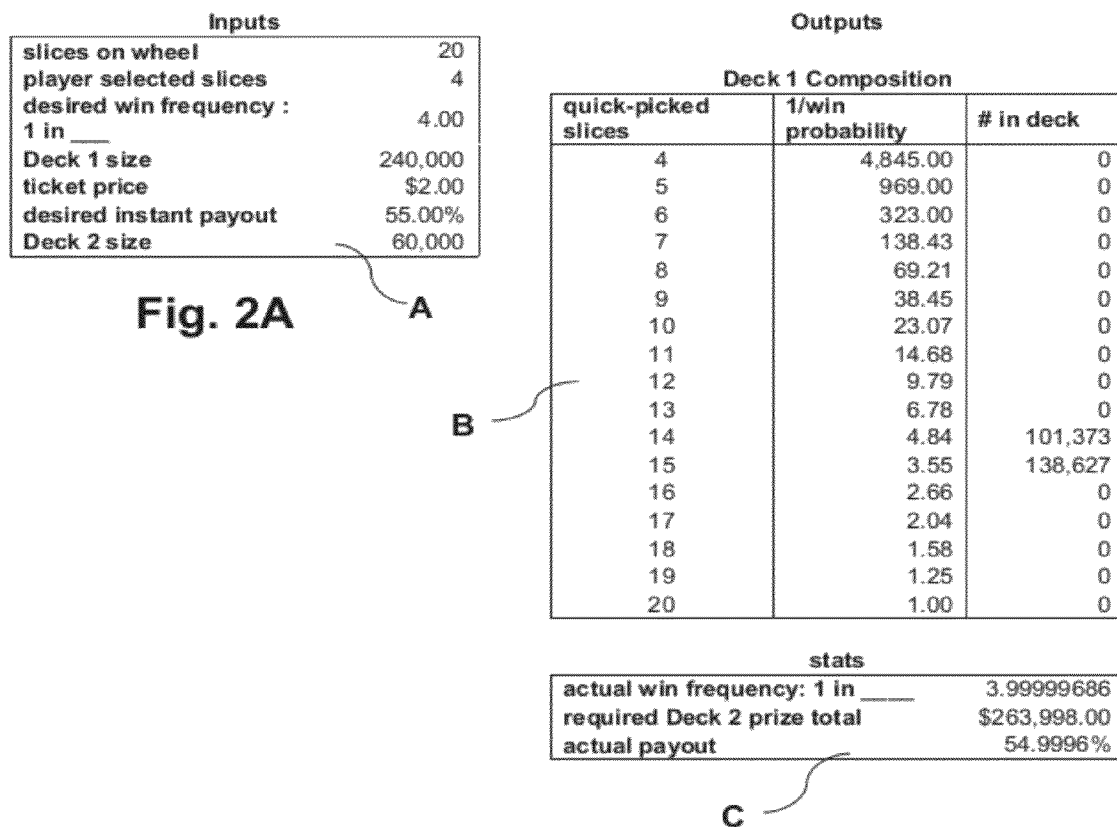 Inputs
slices on wheel 20
player selected slices 4
desired win frequency :
1 in ___ 4.00
Deck 1 size 240,000
ticket price $2.00
desired instant payout 55.00%
Deck 2 size 60,000
A
Fig. 2A
Outputs
Deck 1 Composition
quick-picked slices 1/win probability # in deck
4 4,845.00 0
5 969.00 0
6 323.00 0
7 138.43 0
8 69.21 0
9 38.45 0
10 23.07 0
11 14.68 0
12 9.79 0
13 6.78 0
14 4.84 101,373
15 3.55 138,627
16 2.66 0
17 2.04 0
18 1.58 0
19 1.25 0
20 1.00 0
B
stats
actual win frequency: 1 in ____ 3.99999686
required Deck 2 prize total $263,998.00
actual payout 54.9996%
C